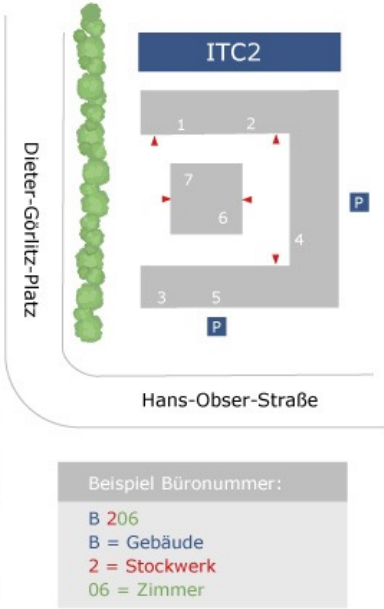 ITC2
1
2
7
6
P
4
3
5
P
Dieter-Görlitz-Platz
Hans-Obser-Straße
Beispiel Büronummer:
B 206
B = Gebäude
2 = Stockwerk
06 = Zimmer